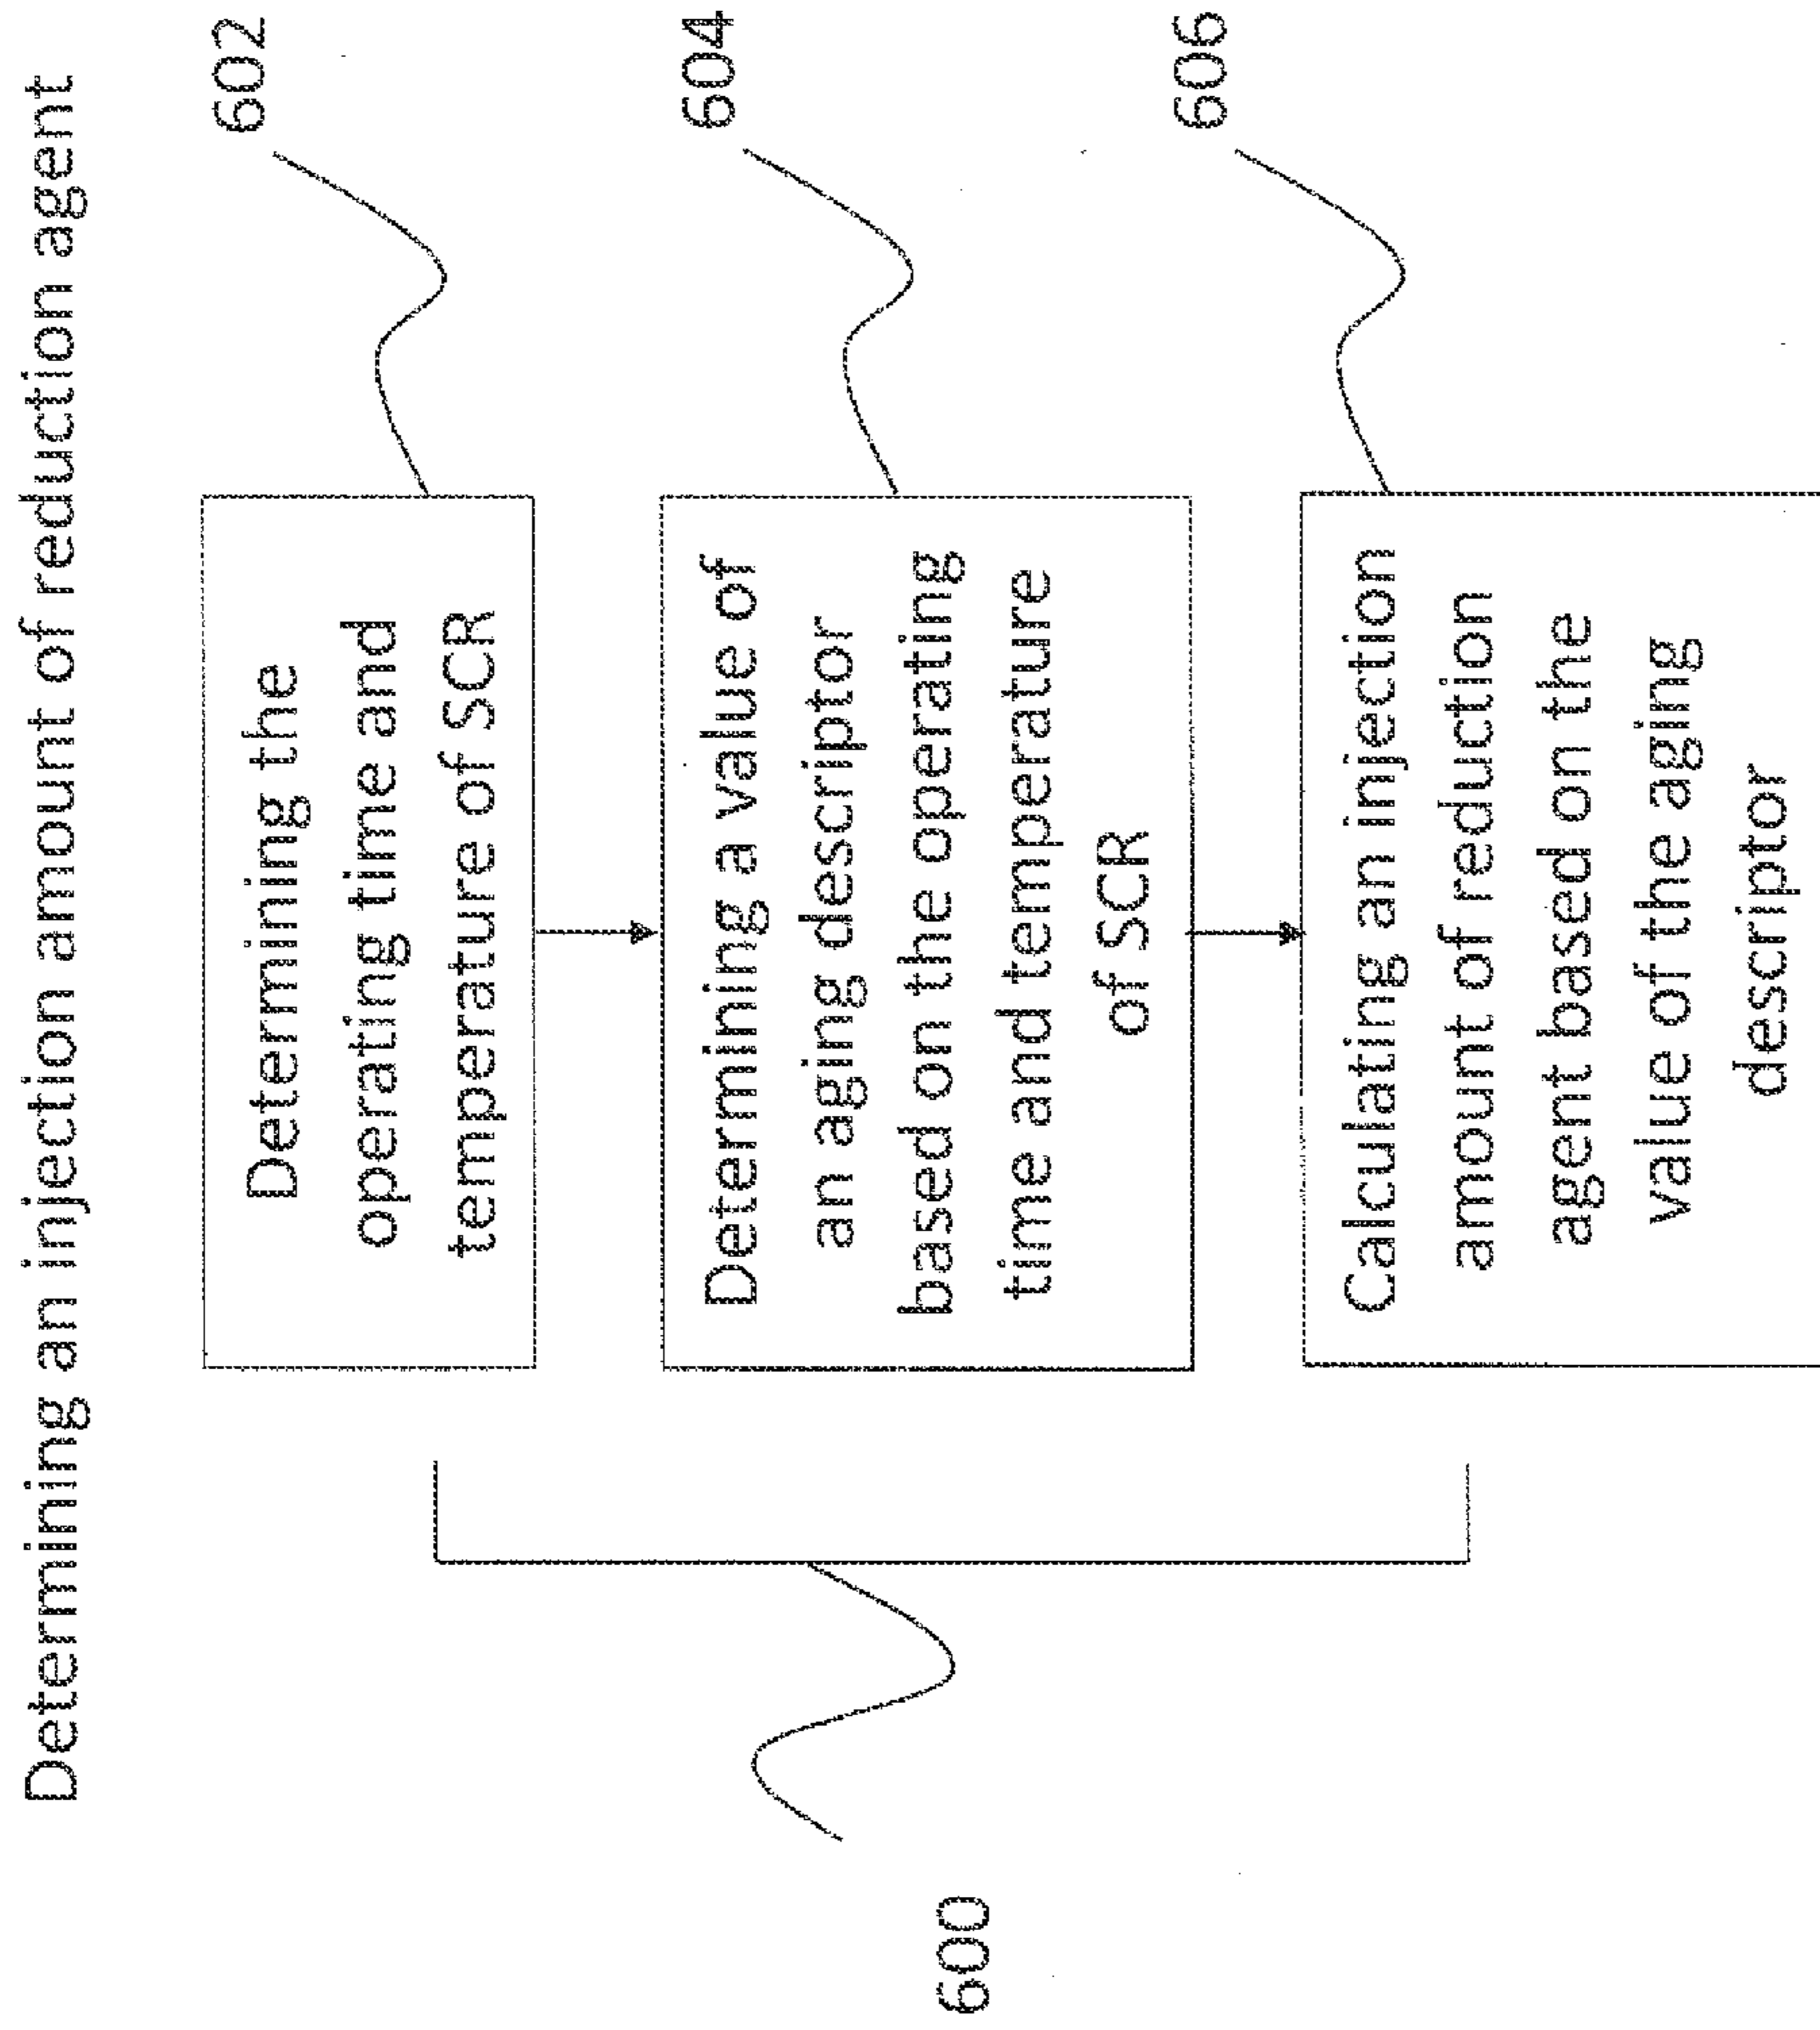 Determining an injection amount of reduction agent
602
Determining the
operating time and
temperature of SCR
604
Determining a value of
an aging descriptor
based on the operating
time and temperature
of SCR
606
Calculating an injection
amount of reduction
agent based on the
value of the aging
descriptor
600